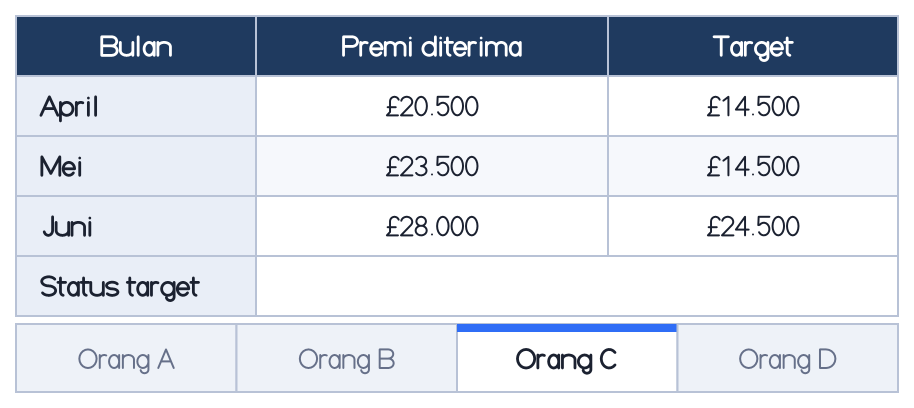 Bulan Premi diterima Target
April £20.500 £14.500
Mei £23.500 £14.500
Juni £28.000 £24.500
Status target
Orang A Orang B Orang C Orang D